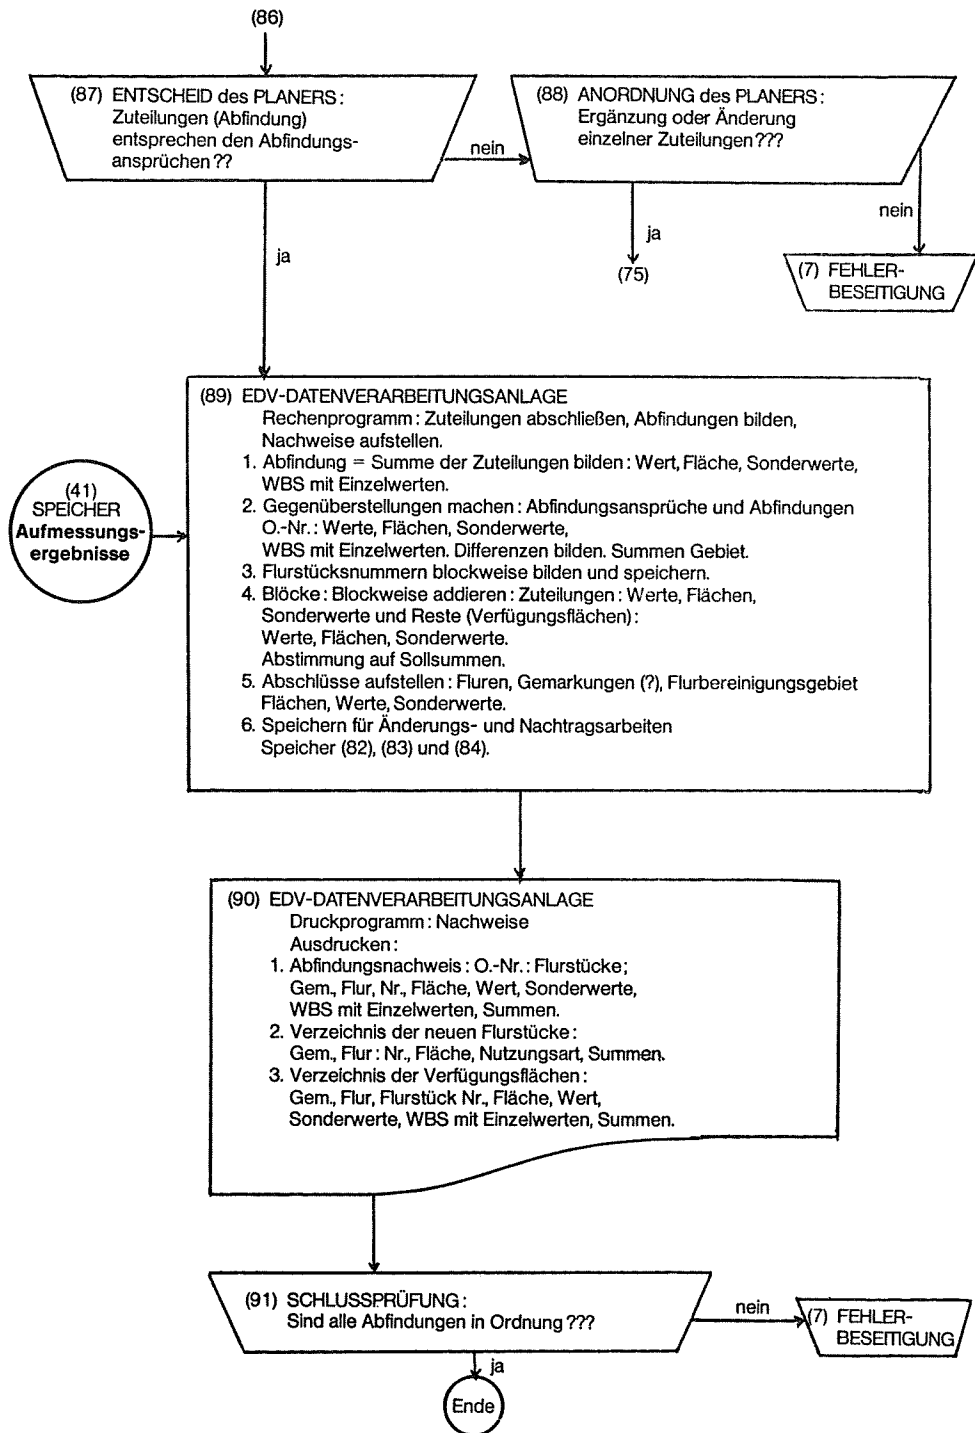 (86)
(87) ENTSCHEID des PLANERS:
Zuteilungen (Abfindung)
entsprechen den Abfindungs-
ansprüchen??
nein
(88) ANORDNUNG des PLANERS:
Ergänzung oder Änderung
einzelner Zuteilungen???
ja
ja
(75)
nein
(7) FEHLER-
BESEITIGUNG
(89) EDV-DATENVERARBEITUNGSANLAGE
Rechenprogramm: Zuteilungen abschließen, Abfindungen bilden,
Nachweise aufstellen.
1. Abfindung = Summe der Zuteilungen bilden: Wert, Fläche, Sonderwerte,
WBS mit Einzelwerten.
2. Gegenüberstellungen machen: Abfindungsansprüche und Abfindungen
O.-Nr.: Werte, Flächen, Sonderwerte,
WBS mit Einzelwerten. Differenzen bilden. Summen Gebiet.
3. Flurstücksnummern blockweise bilden und speichern.
4. Blöcke: Blockweise addieren: Zuteilungen: Werte, Flächen,
Sonderwerte und Reste (Verfügungsflächen):
Werte, Flächen, Sonderwerte.
Abstimmung auf Sollsummen.
5. Abschlüsse aufstellen: Fluren, Gemarkungen (?), Flurbereinigungsgebiet
Flächen, Werte, Sonderwerte.
6. Speichern für Änderungs- und Nachtragsarbeiten
Speicher (82), (83) und (84).
(41)
SPEICHER
Aufmessungs-
ergebnisse
(90) EDV-DATENVERARBEITUNGSANLAGE
Druckprogramm: Nachweise
Ausdrucken:
1. Abfindungsnachweis: O.-Nr.: Flurstücke;
Gem., Flur, Nr., Fläche, Wert, Sonderwerte,
WBS mit Einzelwerten, Summen.
2. Verzeichnis der neuen Flurstücke:
Gem., Flur: Nr., Fläche, Nutzungsart, Summen.
3. Verzeichnis der Verfügungsflächen:
Gem., Flur, Flurstück Nr., Fläche, Wert,
Sonderwerte, WBS mit Einzelwerten, Summen.
(91) SCHLUSSPRÜFUNG:
Sind alle Abfindungen in Ordnung???
nein
(7) FEHLER-
BESEITIGUNG
ja
Ende